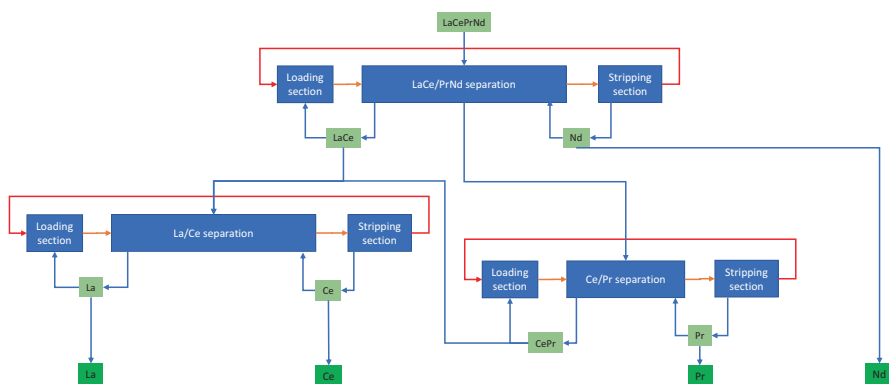 LaCePrNd
Loading
section
LaCe/PrNd separation
Stripping
section
LaCe
Nd
Loading
section
La/Ce separation
Stripping
section
Loading
section
Ce/Pr separation
Stripping
section
La
Ce
CePr
Pr
La
Ce
Pr
Nd